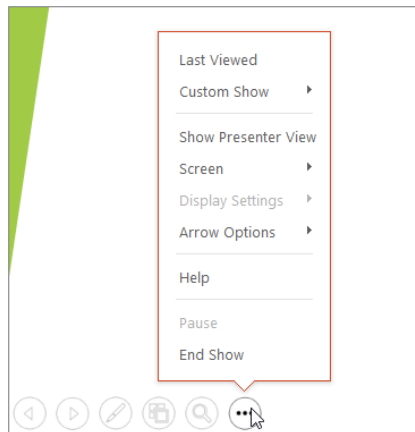 Last Viewed
Custom Show
Show Presenter View
Screen
Display Settings
Arrow Options
Help
Pause
End Show